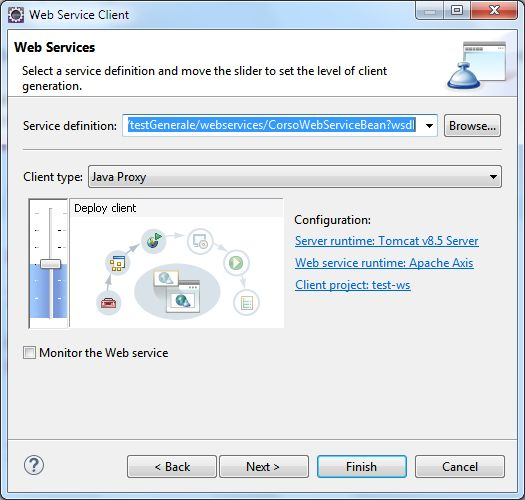 Web Service Client
Web Services
Select a service definition and move the slider to set the level of client
generation.
Service definition: /testGenerale/webservices/CorsoWebServiceBean?wsdl Browse...
Client type: Java Proxy
Deploy client
Configuration:
Server runtime: Tomcat v8.5 Server
Web service runtime: Apache Axis
Client project: test-ws
Monitor the Web service
? < Back Next > Finish Cancel